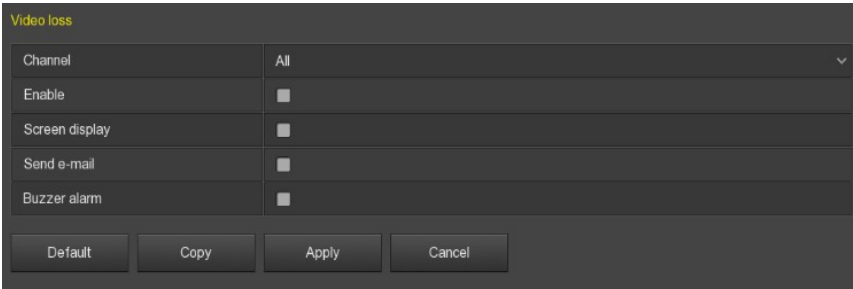 Video loss
Channel All
Enable
Screen display
Send e-mail
Buzzer alarm
Default Copy Apply Cancel